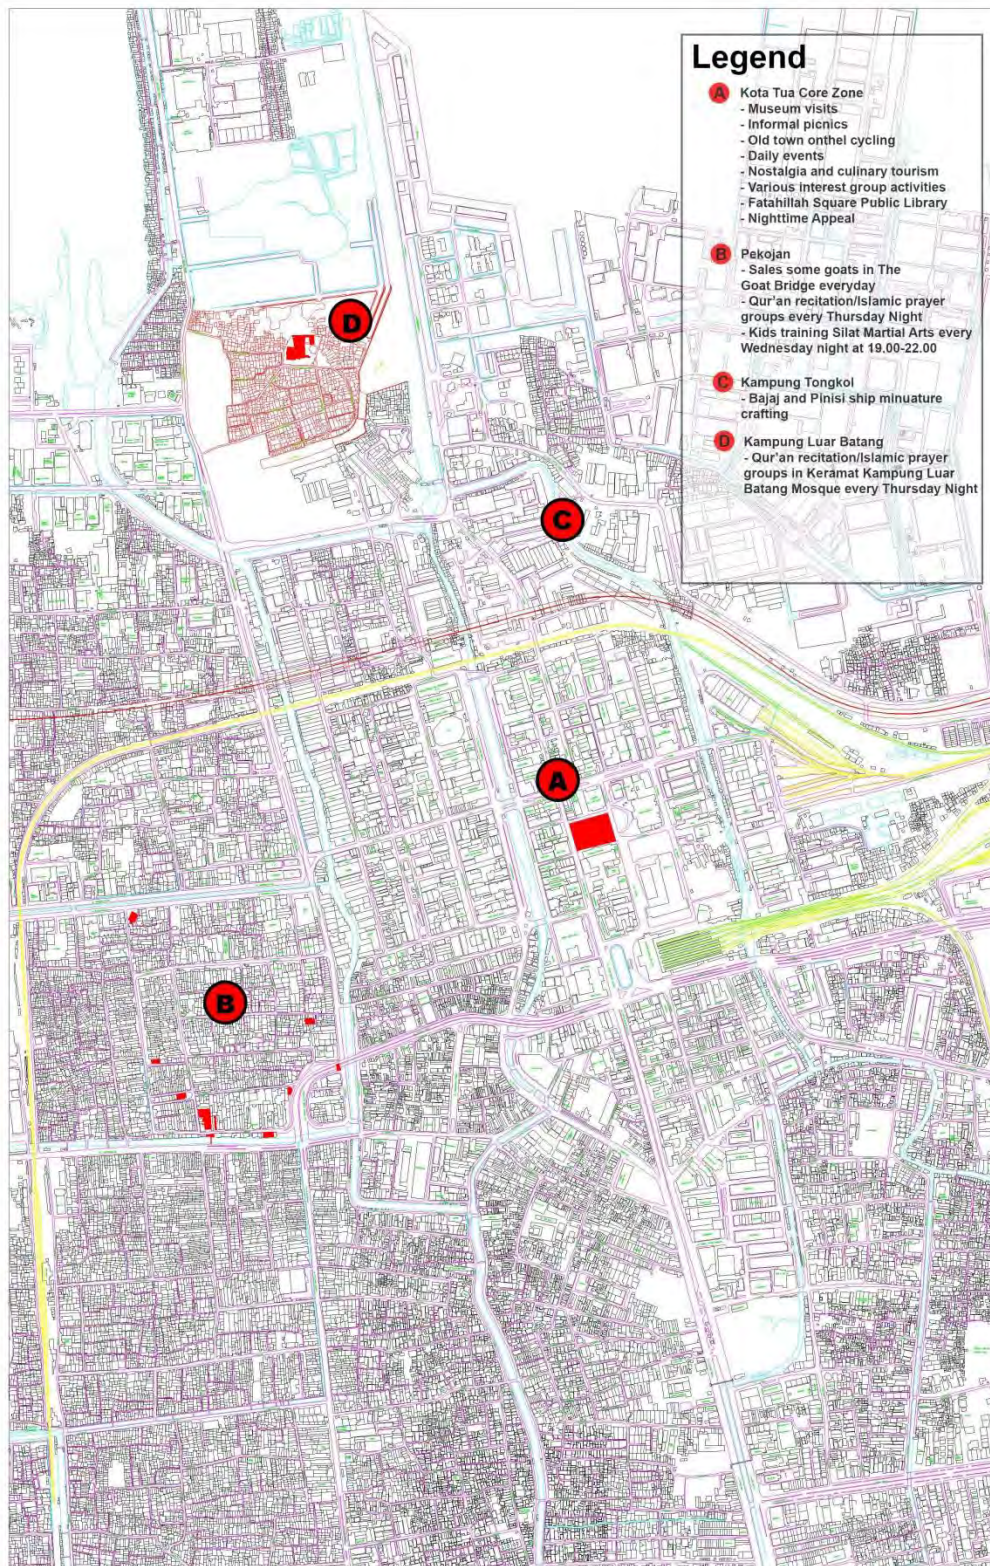 Legend
A Kota Tua Core Zone
- Museum visits
- Informal picnics
- Old town onthel cycling
- Daily events
- Nostalgia and culinary tourism
- Various interest group activities
- Fatahillah Square Public Library
- Nighttime Appeal
B Pekojan
- Sales some goats in The
Goat Bridge everyday
- Qur'an recitation/Islamic prayer
groups every Thursday Night
- Kids training Silat Martial Arts every
Wednesday night at 19.00-22.00
C Kampung Tongkol
- Bajaj and Pinisi ship minuature
crafting
D Kampung Luar Batang
- Qur'an recitation/Islamic prayer
groups in Keramat Kampung Luar
Batang Mosque every Thursday Night
D
C
A
B